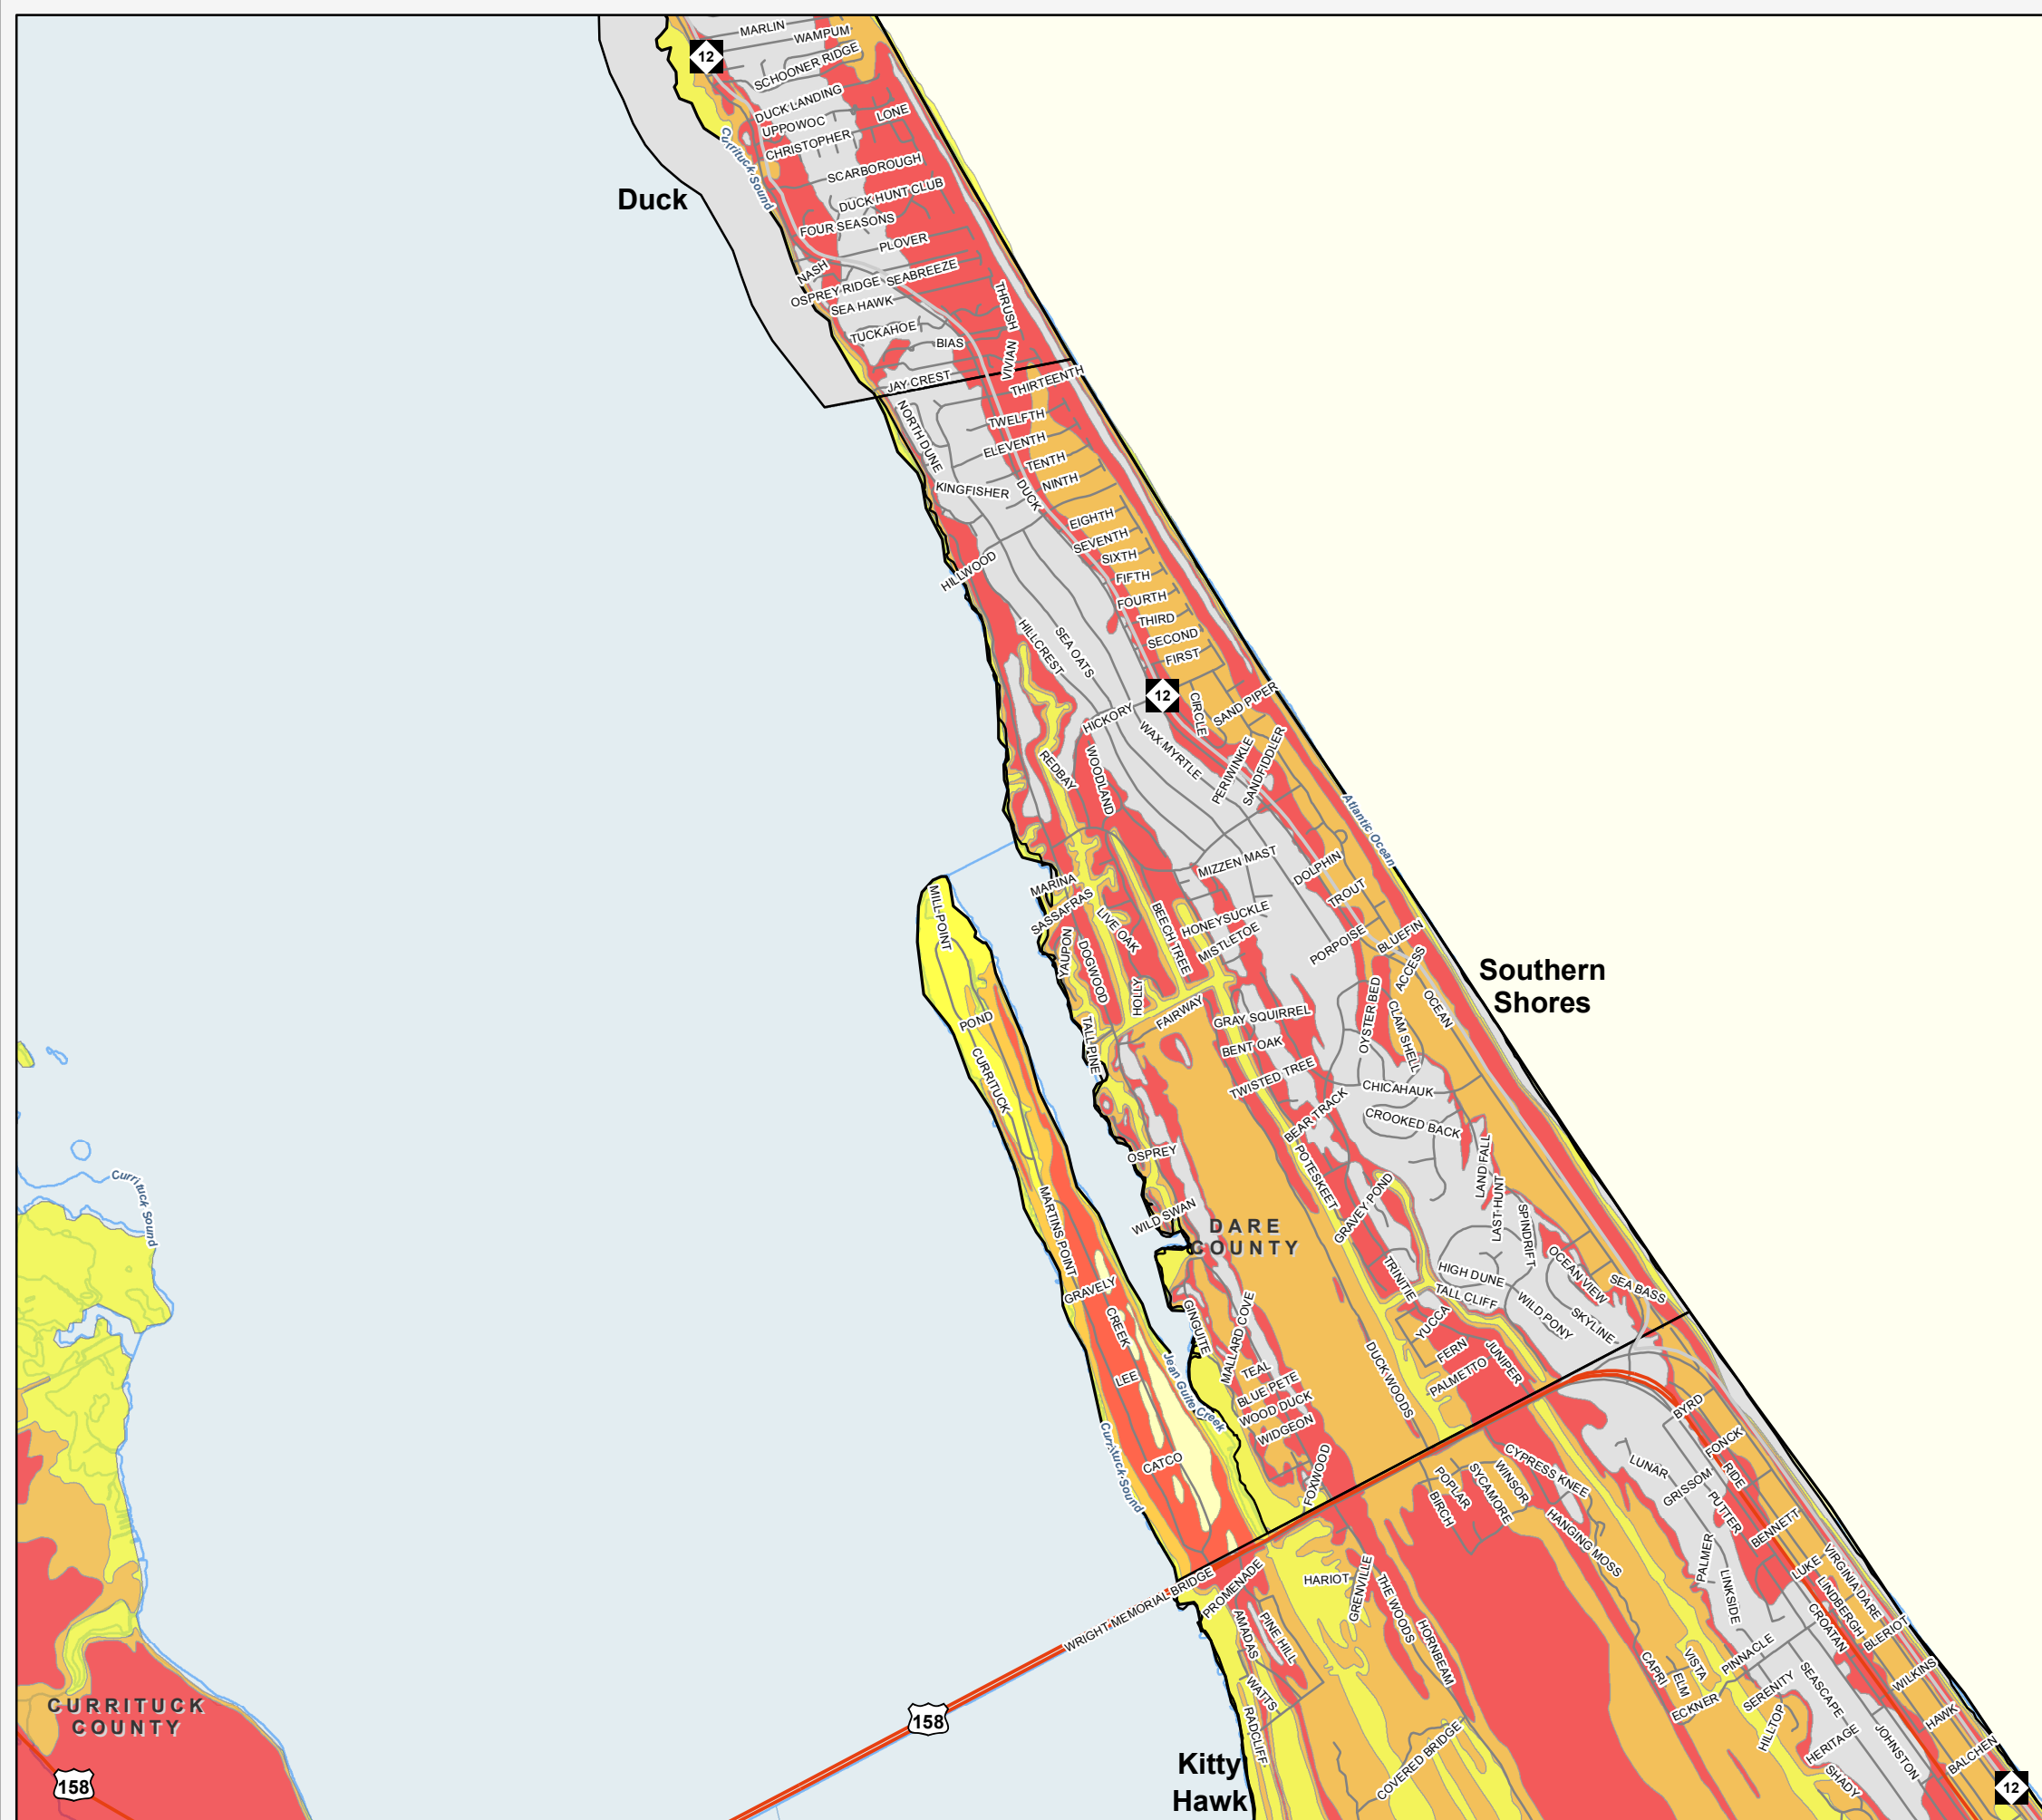 MARLIN
WAMPUM
12
SCHOONER RIDGE
DUCK LANDING
LONE
UPPOWOC
CHRISTOPHER
Currituck Sound
SCARBOROUGH
Duck
DUCK HUNT CLUB
FOUR SEASONS
PLOVER
NASH
SEABREEZE
OSPREY RIDGE
SEA HAWK
THRUSH
TUCKAHOE
BIAS
VIVIAN
JAY CREST
THIRTEENTH
NORTH DUNE
TWELFTH
ELEVENTH
TENTH
NINTH
KINGFISHER
DUCK
EIGHTH
SEVENTH
SIXTH
HILLWOOD
FIFTH
FOURTH
THIRD
HILLCREST
SEA OATS
SECOND
FIRST
12
CIRCLE
SAND PIPER
HICKORY
WAX MYRTLE
REDBAY
WOODLAND
PERIWINKLE
SANDFIDDLER
Atlantic Ocean
MIZZEN MAST
DOLPHIN
MARINA
TROUT
SASSAFRAS
MILL POINT
LIVE OAK
BEECH TREE
HONEYSUCKLE
MISTLETOE
YAUPON
DOGWOOD
PORPOISE
BLUEFIN
ACCESS
Southern
Shores
HOLLY
FAIRWAY
POND
GRAY SQUIRREL
OYSTER BED
OCEAN
CLAM SHELL
TALL PINE
BENT OAK
CURRITUCK
TWISTED TREE
CHICAHAUK
BEAR TRACK
CROOKED BACK
OSPREY
POTESKEET
LAND FALL
Currituck Sound
MARTINS POINT
WILD SWAN
GRAVEY POND
LAST HUNT
SPINDRIFT
DARE
COUNTY
TRINITIE
HIGH DUNE
OCEAN VIEW
SEA BASS
GRAVELY
TALL CLIFF
WILD PONY
SKYLINE
CREEK
GINGUITE
MALLARD COVE
YUCCA
FERN
JUNIPER
PALMETTO
LEE
Jean Guite Creek
TEAL
BLUE PETE
WOOD DUCK
WIDGEON
DUCK WOODS
BYRD
FONCK
Currituck Sound
CATCO
FOXWOOD
CYPRESS KNEE
LUNAR
GRISSOM
RIDE
POPLAR
BIRCH
SYCAMORE
WINSOR
PUTTER
BENNETT
HANGING MOSS
PALMER
VIRGINIA DARE
LUKE
LINDBERGH
WRIGHT MEMORIAL BRIDGE
PROMENADE
HARIOT
GRENVILLE
THE WOODS
LINKSIDE
CROATAN
BLERIOT
AMADAS
PINE HILL
HORNBEAM
CAPRI
ELM
VISTA
PINNACLE
SERENITY
SEASCAPE
WILKINS
CURRITUCK
COUNTY
WATTS
ECKNER
RADCLIFF
HILLTOP
HERITAGE
JOHNSTON
HAWK
158
COVERED BRIDGE
BALCHEN
SHADY
Kitty
Hawk
158
12